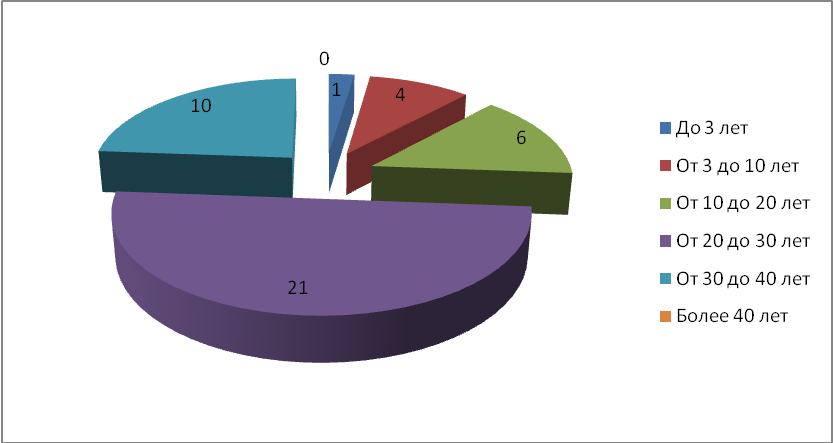 0
1
4
10
6
21
До 3 лет
От 3 до 10 лет
От 10 до 20 лет
От 20 до 30 лет
От 30 до 40 лет
Более 40 лет